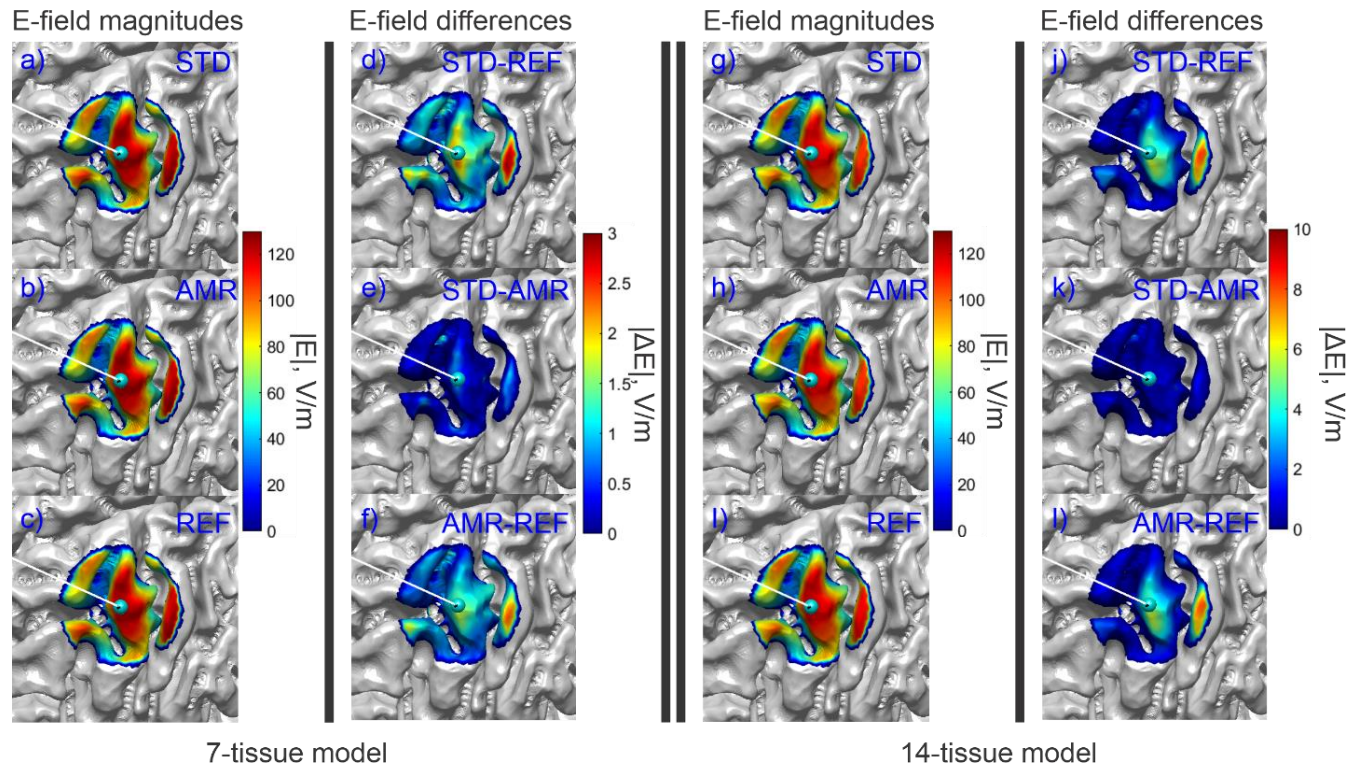 E-field magnitudes
E-field differences
E-field magnitudes
E-field differences
a) STD
d) STD-REF
g) STD
j) STD-REF
b) AMR
e) STD-AMR
h) AMR
k) STD-AMR
c) REF
f) AMR-REF
l) REF
l) AMR-REF
120
100
80
60
40
20
0
|E|, V/m
3
2.5
2
1.5
1
0.5
0
|ΔE|, V/m
120
100
80
60
40
20
0
|E|, V/m
10
8
6
4
2
0
|ΔE|, V/m
7-tissue model
14-tissue model